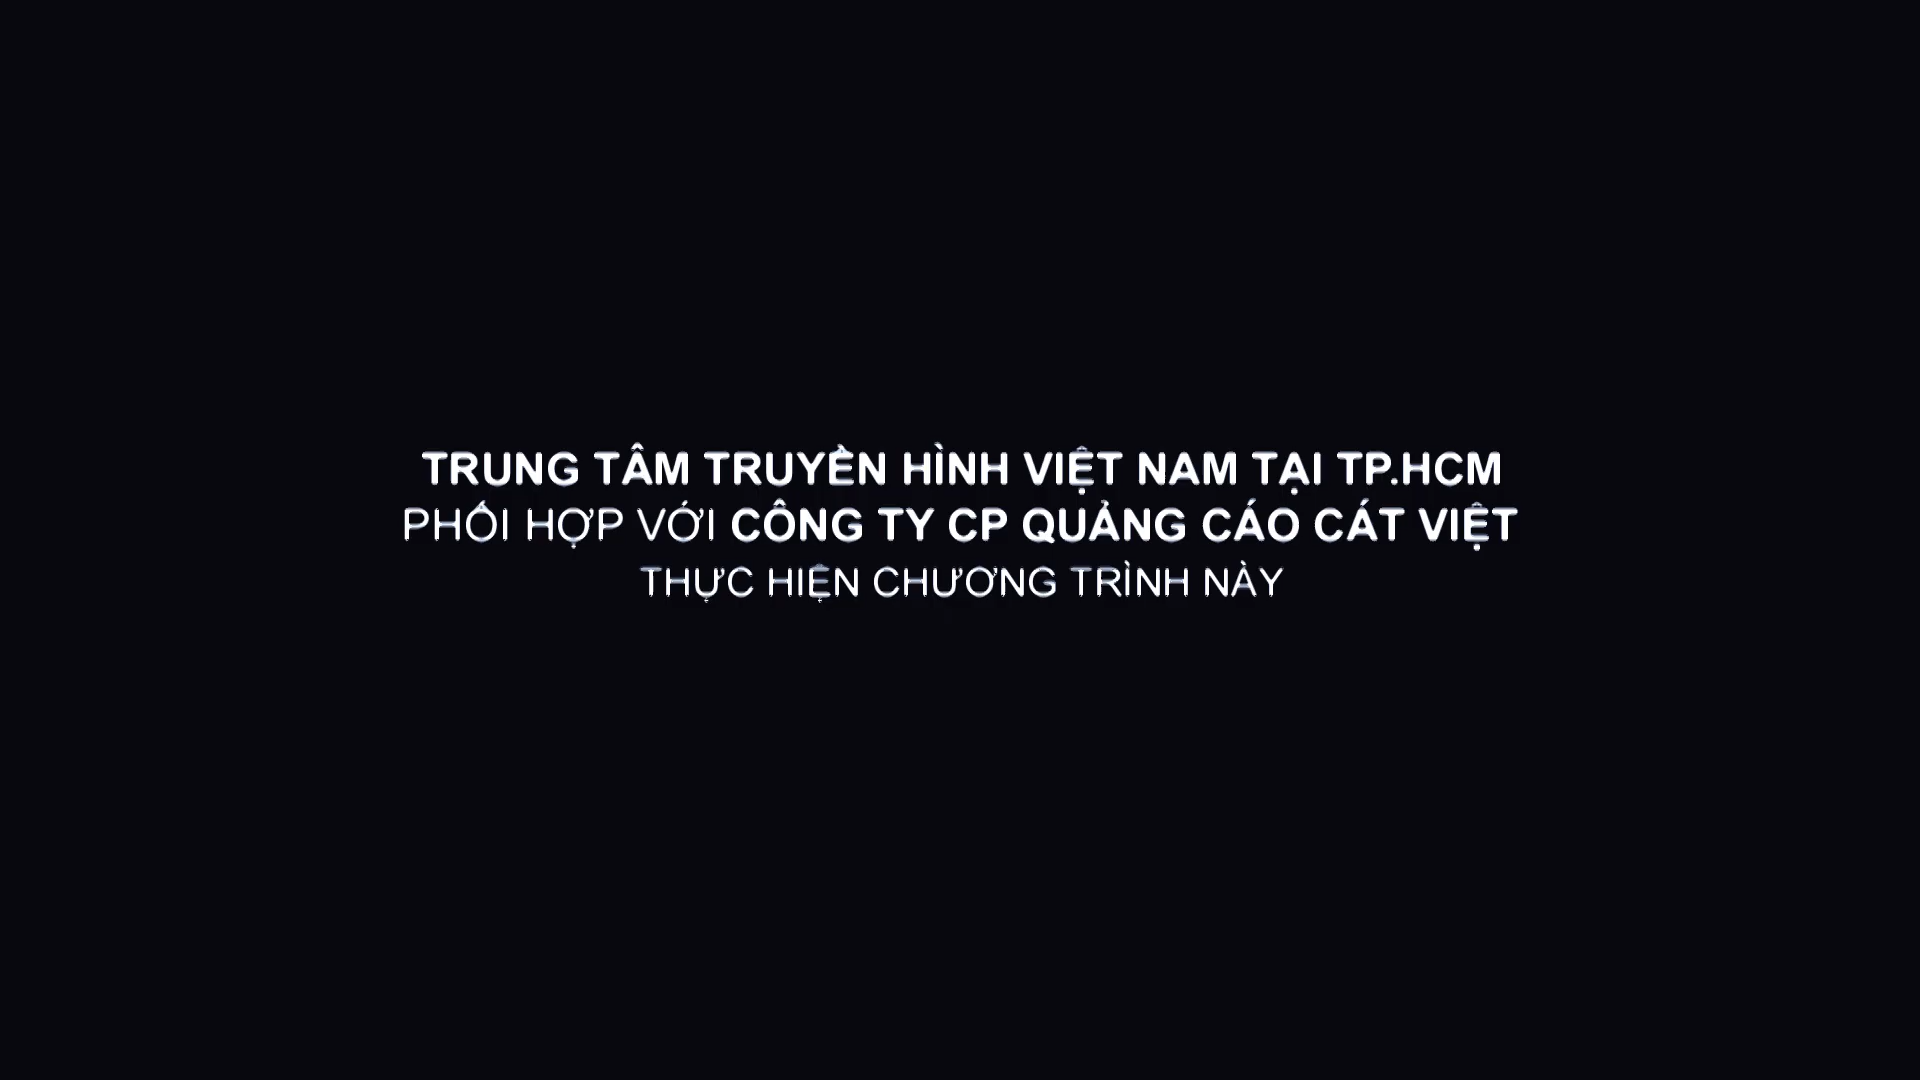 TRUNG TÂM TRUYỀN HÌNH VIỆT NAM TẠI TP.HCM
PHỐI HỢP VỚI CÔNG TY CP QUẢNG CÁO CÁT VIỆT
THỰC HIỆN CHƯƠNG TRÌNH NÀY